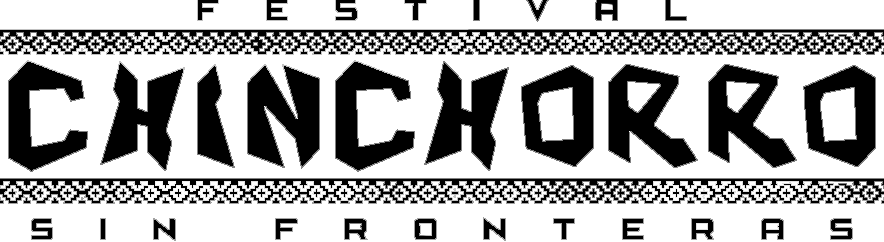 FESTIVAL
CHINCHORRO
SIN FRONTERAS